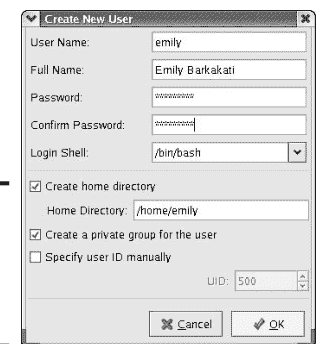 Create New User
User Name: emily
Full Name: Emily Barkakati
Password: *********
Confirm Password: *********
Login Shell: /bin/bash
Create home directory
Home Directory: /home/emily
Create a private group for the user
Specify user ID manually
UID: 500
Cancel OK